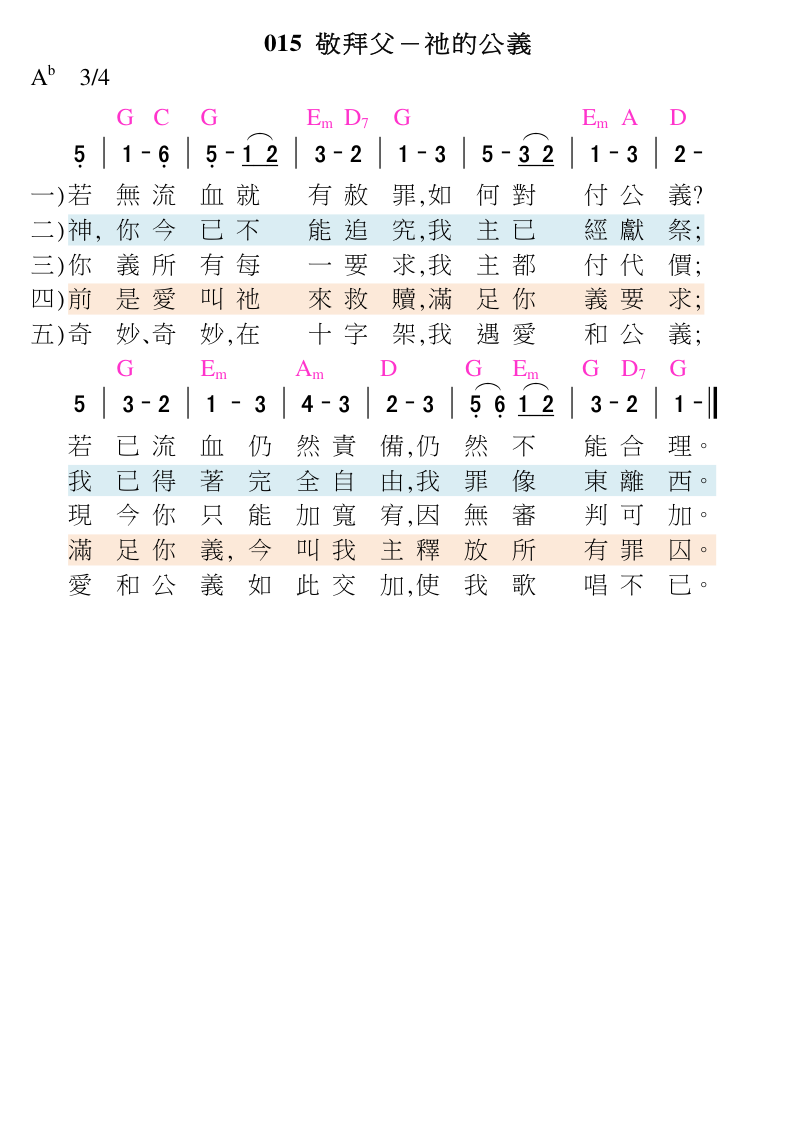 015 敬拜父－祂的公義
Ab 3/4
G C G Em D7 G Em A D
5 | 1 - 6 | 5 - 1 2 | 3 - 2 | 1 - 3 | 5 - 3 2 | 1 - 3 | 2 -
一)若 無流 血就 有赦 罪,如 何對 付公 義?
二)神, 你今 已不 能追 究,我 主已 經獻 祭;
三)你 義所 有每 一要 求,我 主都 付代 價;
四)前 是愛 叫祂 來救 贖,滿 足你 義要 求;
五)奇 妙、奇 妙,在 十字 架,我 遇愛 和公 義;
G Em Am D G Em G D7 G
5 | 3 - 2 | 1 - 3 | 4 - 3 | 2 - 3 | 5 6 1 2 | 3 - 2 | 1 - ‖
若 已流 血仍 然責 備,仍 然不 能合 理。
我 已得 著完 全自 由,我 罪像 東離 西。
現 今你 只能 加寬 宥,因 無審 判可 加。
滿 足你 義,今 叫我 主釋 放所 有罪 囚。
愛 和公 義如 此交 加,使 我歌 唱不 已。